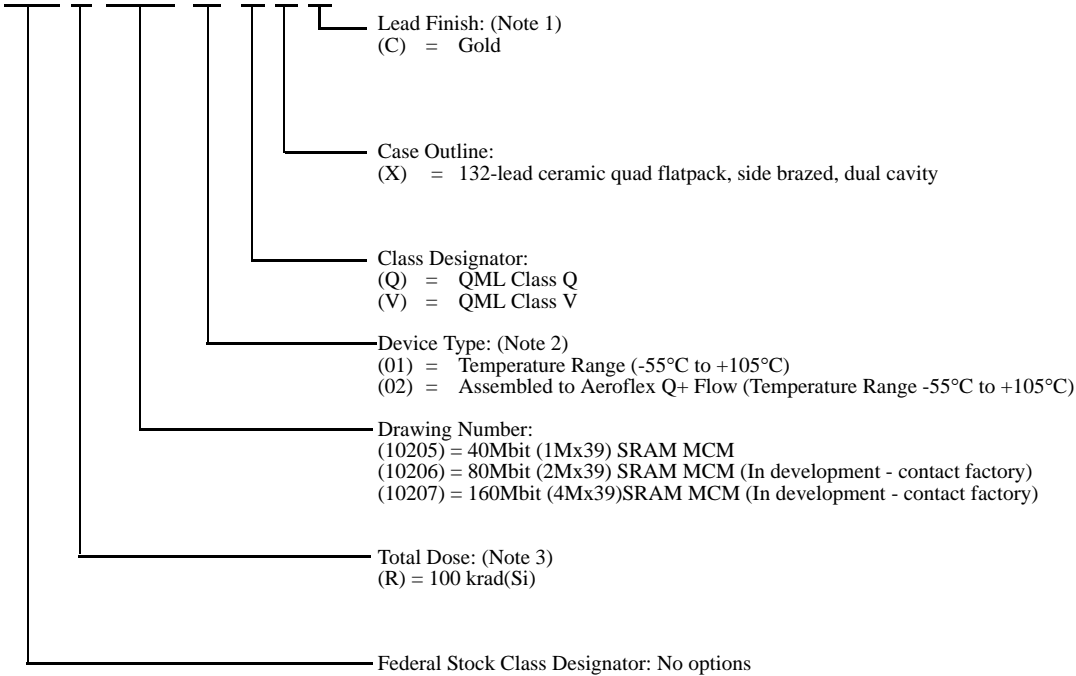 Lead Finish: (Note 1)
(C) = Gold
Case Outline:
(X) = 132-lead ceramic quad flatpack, side brazed, dual cavity
Class Designator:
(Q) = QML Class Q
(V) = QML Class V
Device Type: (Note 2)
(01) = Temperature Range (-55°C to +105°C)
(02) = Assembled to Aeroflex Q+ Flow (Temperature Range -55°C to +105°C)
Drawing Number:
(10205) = 40Mbit (1Mx39) SRAM MCM
(10206) = 80Mbit (2Mx39) SRAM MCM (In development - contact factory)
(10207) = 160Mbit (4Mx39)SRAM MCM (In development - contact factory)
Total Dose: (Note 3)
(R) = 100 krad(Si)
Federal Stock Class Designator: No options